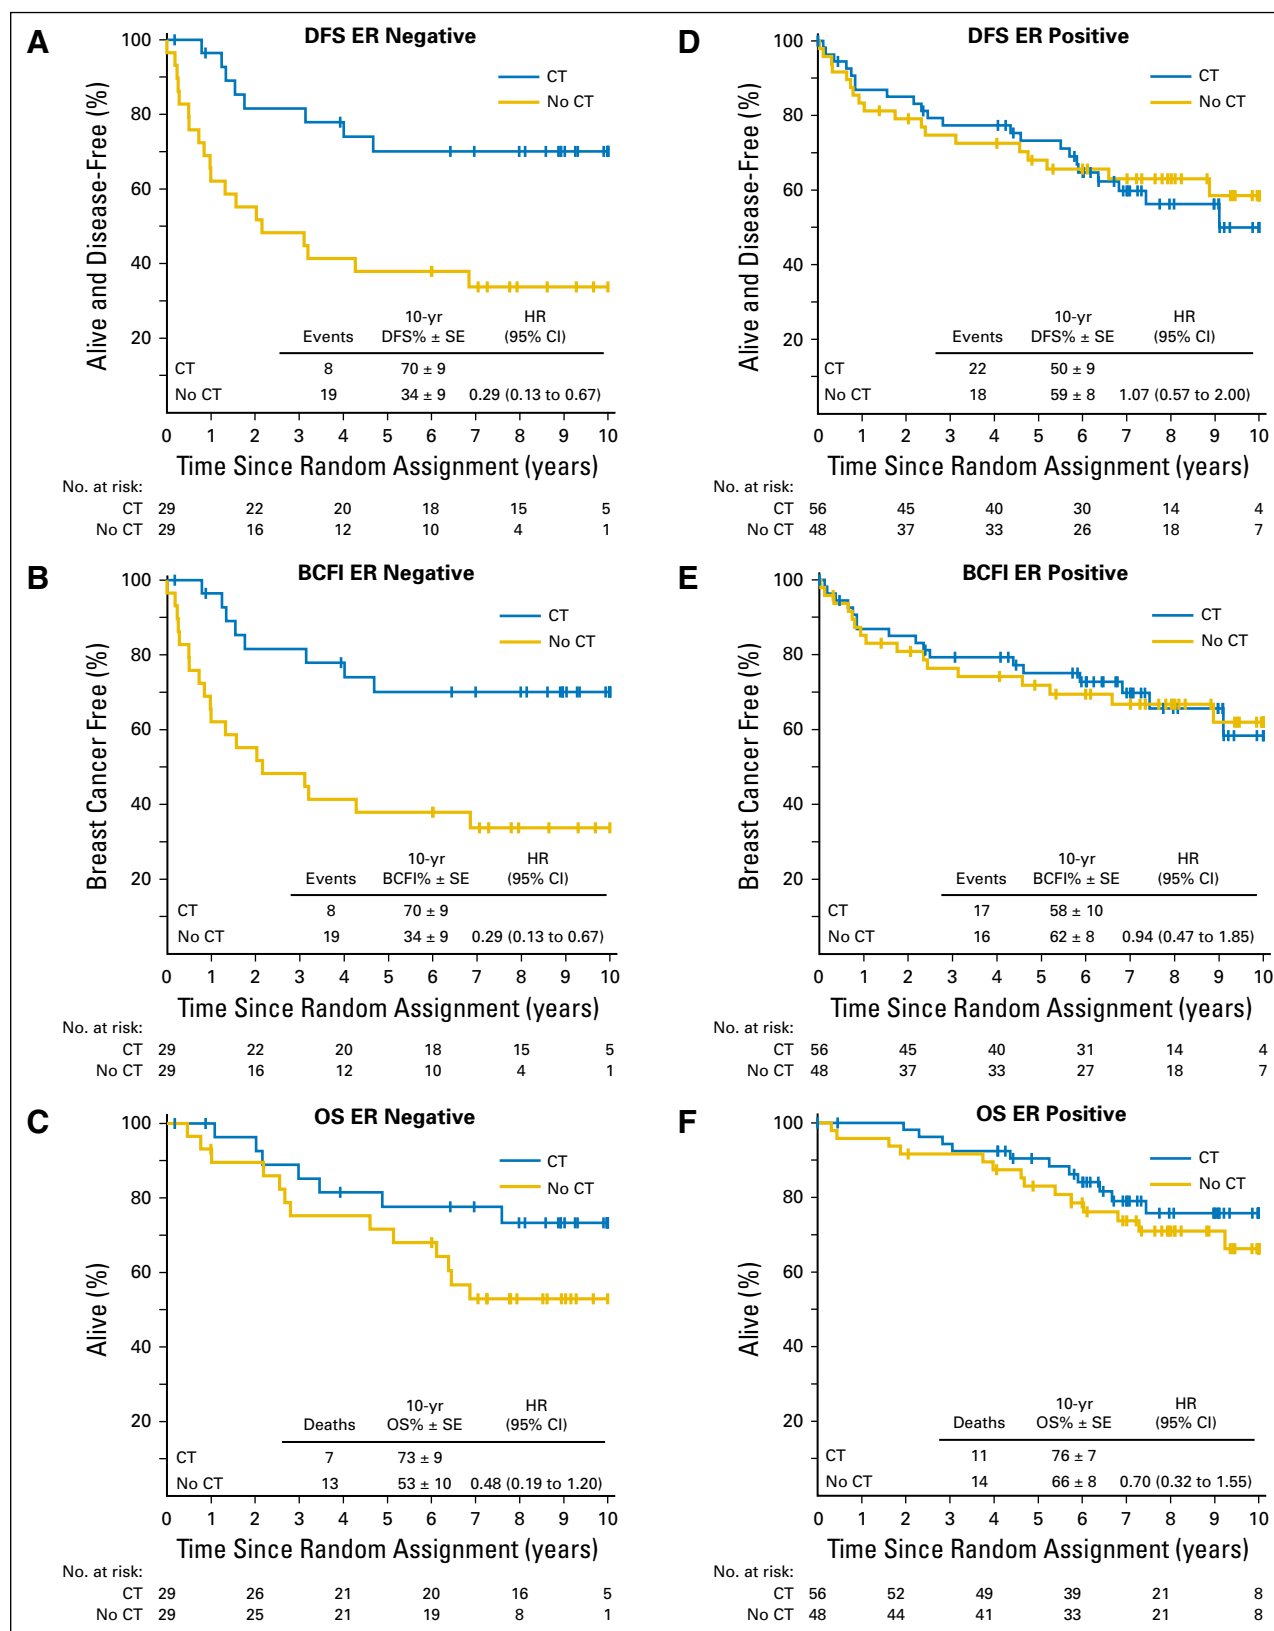 A
DFS ER Negative
Alive and Disease-Free (%)
100
80
60
40
20
CT
No CT
Events
10-yr DFS% ± SE
HR (95% CI)
CT 8 70 ± 9
No CT 19 34 ± 9 0.29 (0.13 to 0.67)
0 1 2 3 4 5 6 7 8 9 10
Time Since Random Assignment (years)
No. at risk:
CT 29 22 20 18 15 5
No CT 29 16 12 10 4 1
D
DFS ER Positive
Alive and Disease-Free (%)
100
80
60
40
20
CT
No CT
Events
10-yr DFS% ± SE
HR (95% CI)
CT 22 50 ± 9
No CT 18 59 ± 8 1.07 (0.57 to 2.00)
0 1 2 3 4 5 6 7 8 9 10
Time Since Random Assignment (years)
No. at risk:
CT 56 45 40 30 14 4
No CT 48 37 33 26 18 7
B
BCFI ER Negative
Breast Cancer Free (%)
100
80
60
40
20
CT
No CT
Events
10-yr BCFI% ± SE
HR (95% CI)
CT 8 70 ± 9
No CT 19 34 ± 9 0.29 (0.13 to 0.67)
0 1 2 3 4 5 6 7 8 9 10
Time Since Random Assignment (years)
No. at risk:
CT 29 22 20 18 15 5
No CT 29 16 12 10 4 1
E
BCFI ER Positive
Breast Cancer Free (%)
100
80
60
40
20
CT
No CT
Events
10-yr BCFI% ± SE
HR (95% CI)
CT 17 58 ± 10
No CT 16 62 ± 8 0.94 (0.47 to 1.85)
0 1 2 3 4 5 6 7 8 9 10
Time Since Random Assignment (years)
No. at risk:
CT 56 45 40 31 14 4
No CT 48 37 33 27 18 7
C
OS ER Negative
Alive (%)
100
80
60
40
20
CT
No CT
Deaths
10-yr OS% ± SE
HR (95% CI)
CT 7 73 ± 9
No CT 13 53 ± 10 0.48 (0.19 to 1.20)
0 1 2 3 4 5 6 7 8 9 10
Time Since Random Assignment (years)
No. at risk:
CT 29 26 21 20 16 5
No CT 29 25 21 19 8 1
F
OS ER Positive
Alive (%)
100
80
60
40
20
CT
No CT
Deaths
10-yr OS% ± SE
HR (95% CI)
CT 11 76 ± 7
No CT 14 66 ± 8 0.70 (0.32 to 1.55)
0 1 2 3 4 5 6 7 8 9 10
Time Since Random Assignment (years)
No. at risk:
CT 56 52 49 39 21 8
No CT 48 44 41 33 21 8